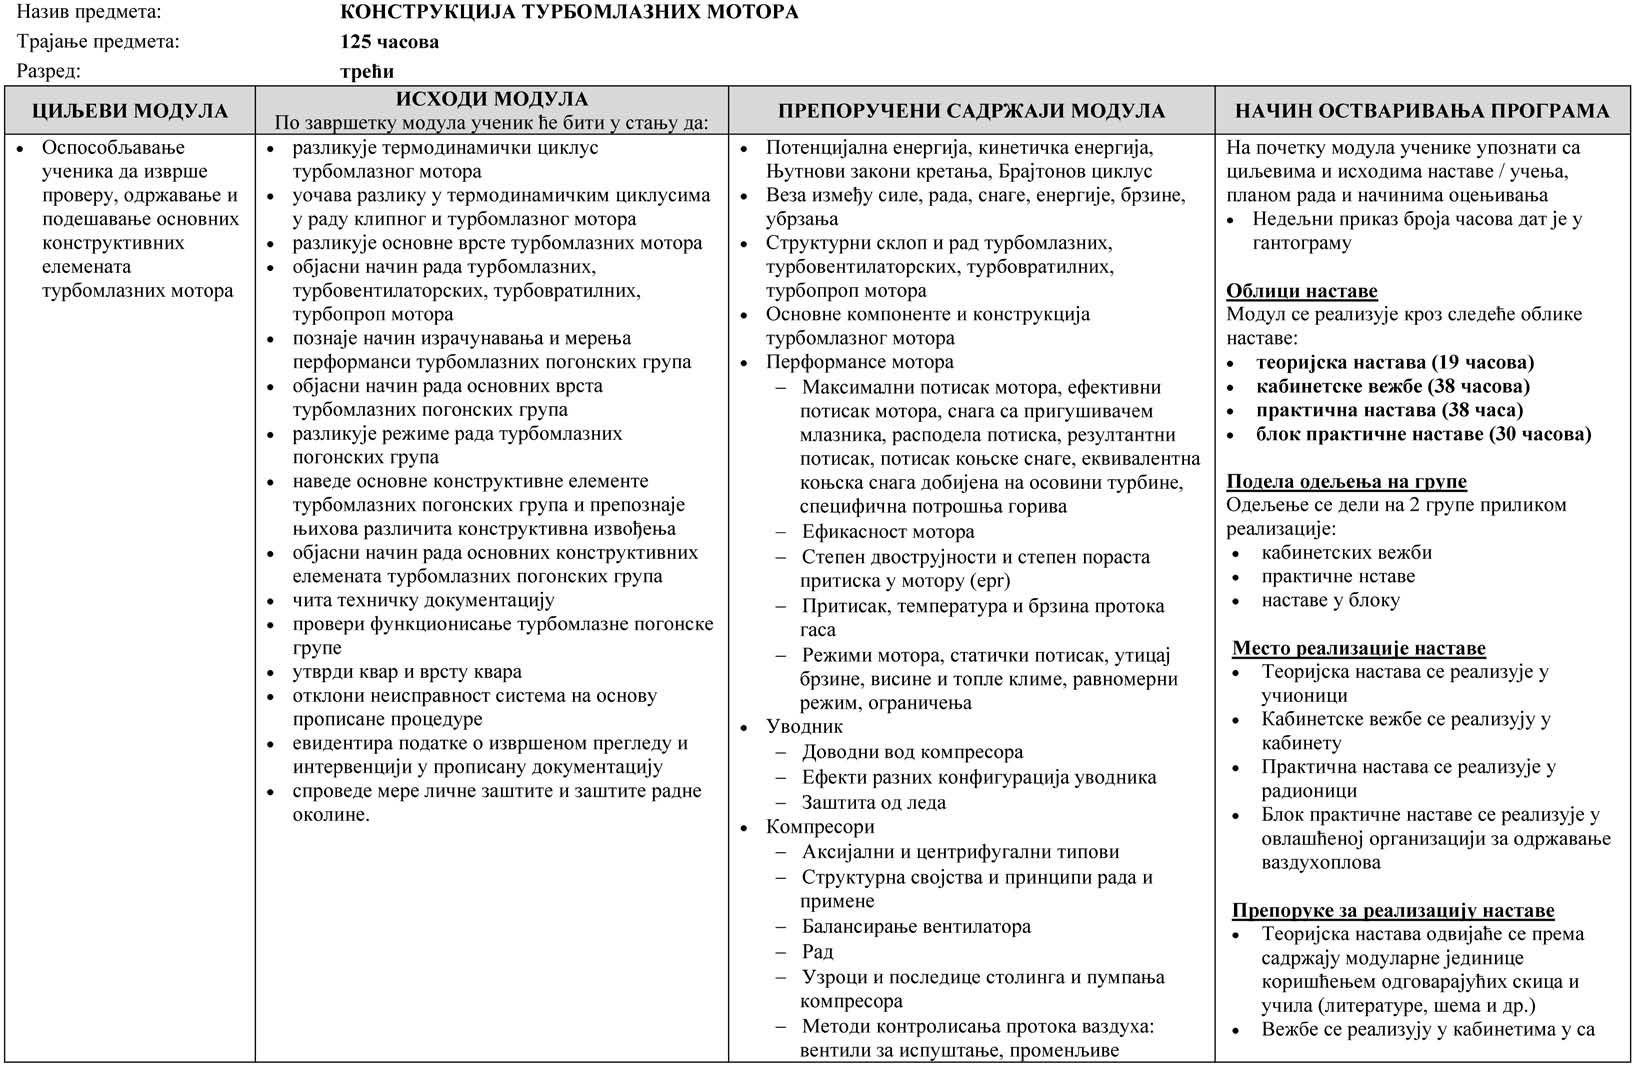 Назив предмета: КОНСТРУКЦИЈА ТУРБОМЛАЗНИХ МОТОРА
Трајање предмета: 125 часова
Разред: трећи
ЦИЉЕВИ МОДУЛА
• Оспособљавање
ученика да изврше
проверу, одржавање и
подешавање основних
конструктивних
елемената
турбомлазних мотора
ИСХОДИ МОДУЛА
По завршетку модула ученик ће бити у стању да:
• разликује термодинамички циклус
турбомлазног мотора
• уочава разлику у термодинамичким циклусима
у раду клипног и турбомлазног мотора
• разликује основне врсте турбомлазних мотора
• објасни начин рада турбомлазних,
турбовентилаторских, турбовратилних,
турбопроп мотора
• познаје начин израчунавања и мерења
перформанси турбомлазних погонских група
• објасни начин рада основних врста
турбомлазних погонских група
• разликује режиме рада турбомлазних
погонских група
• наведе основне конструктивне елементе
турбомлазних погонских група и препознаје
њихова различита конструктивна извођења
• објасни начин рада основних конструктивних
елемената турбомлазних погонских група
• чита техничку документацију
• провери функционисање турбомлазне погонске
групе
• утврди квар и врсту квара
• отклони неисправност система на основу
прописане процедуре
• евидентира податке о извршеном прегледу и
интервенцији у прописану документацију
• спроведе мере личне заштите и заштите радне
околине.
ПРЕПОРУЧЕНИ САДРЖАЈИ МОДУЛА
• Потенцијална енергија, кинетичка енергија,
Њутнови закони кретања, Брајтонов циклус
• Веза између силе, рада, снаге, енергије, брзине,
убрзања
• Структурни склоп и рад турбомлазних,
турбовентилаторских, турбовратилних,
турбопроп мотора
• Основне компоненте и конструкција
турбомлазног мотора
• Перформансе мотора
– Максимални потисак мотора, ефективни
потисак мотора, снага са пригушивачем
млазника, расподела потиска, резултантни
потисак, потисак коњске снаге, еквивалентна
коњска снага добијена на осовини турбине,
специфична потрошња горива
– Ефикасност мотора
– Степен двострујности и степен пораста
притиска у мотору (epr)
– Притисак, температура и брзина протока
гаса
– Режими мотора, статички потисак, утицај
брзине, висине и топле климе, равномерни
режим, ограничења
• Уводник
– Доводни вод компресора
– Ефекти разних конфигурација уводника
– Заштита од леда
• Компресори
– Аксијални и центрифугални типови
– Структурна својства и принципи рада и
примене
– Балансирање вентилатора
– Рад
– Узроци и последице столинга и пумпања
компресора
– Методи контролисања протока ваздуха:
вентили за испуштање, променљиве
НАЧИН ОСТВАРИВАЊА ПРОГРАМА
На почетку модула ученике упознати са
циљевима и исходима наставе / учења,
планом рада и начинима оцењивања
• Недељни приказ броја часова дат је у
гантограму
Облици наставе
Модул се реализује кроз следеће облике
наставе:
• теоријска настава (19 часова)
• кабинетске вежбе (38 часова)
• практична настава (38 часа)
• блок практичне наставе (30 часова)
Подела одељења на групе
Одељење се дели на 2 групе приликом
реализације:
• кабинетских вежби
• практичне нставе
• наставе у блоку
Место реализације наставе
• Теоријска настава се реализује у
учионици
• Кабинетске вежбе се реализују у
кабинету
• Практична настава се реализује у
радионици
• Блок практичне наставе се реализује у
овлашћеној организацији за одржавање
ваздухоплова
Препоруке за реализацију наставе
• Теоријска настава одвијаће се према
садржају модуларне јединице
коришћењем одговарајућих скица и
учила (литературе, шема и др.)
• Вежбе се реализују у кабинетима у са